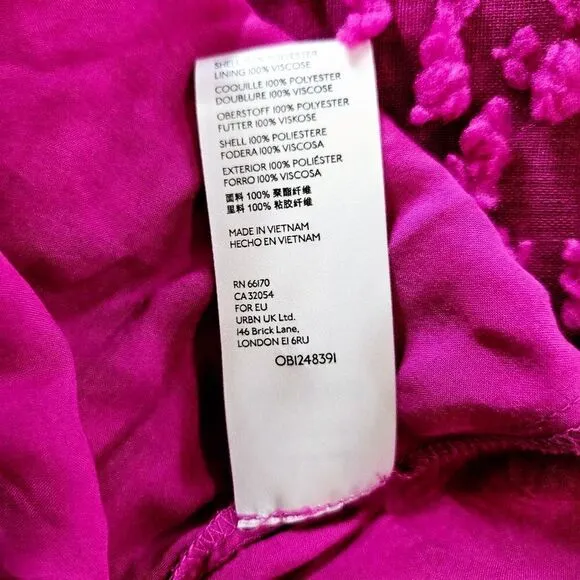 SHELL 100% POLYESTER
LINING 100% VISCOSE
COQUILLE 100% POLYESTER
DOUBLURE 100% VISCOSE
OBERSTOFF 100% POLYESTER
FUTTER 100% VISKOSE
SHELL 100% POLIESTERE
FODERA 100% VISCOSA
EXTERIOR 100% POLIÉSTER
FORRO 100% VISCOSA
面料 100% 聚酯纤维
里料 100% 粘胶纤维
MADE IN VIETNAM
HECHO EN VIETNAM
RN 66170
CA 32054
FOR EU
URBN UK Ltd.
146 Brick Lane,
LONDON E1 6RU
OB1248391